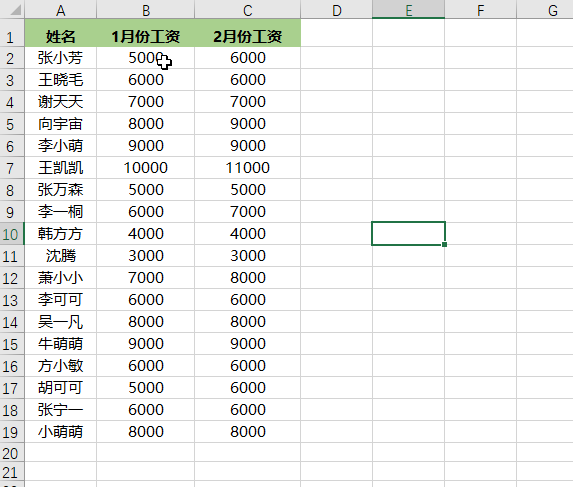 A B C D E F G
1 姓名 1月份工资 2月份工资
2 张小芳 5000 6000
3 王晓毛 6000 6000
4 谢天天 7000 7000
5 向宇宙 8000 9000
6 李小萌 9000 9000
7 王凯凯 10000 11000
8 张万森 5000 5000
9 李一桐 6000 7000
10 韩方方 4000 4000
11 沈腾 3000 3000
12 萧小小 7000 8000
13 李可可 6000 6000
14 吴一凡 8000 8000
15 牛萌萌 9000 9000
16 方小敏 6000 6000
17 胡可可 5000 6000
18 张宁一 6000 6000
19 小萌萌 8000 8000
20
21